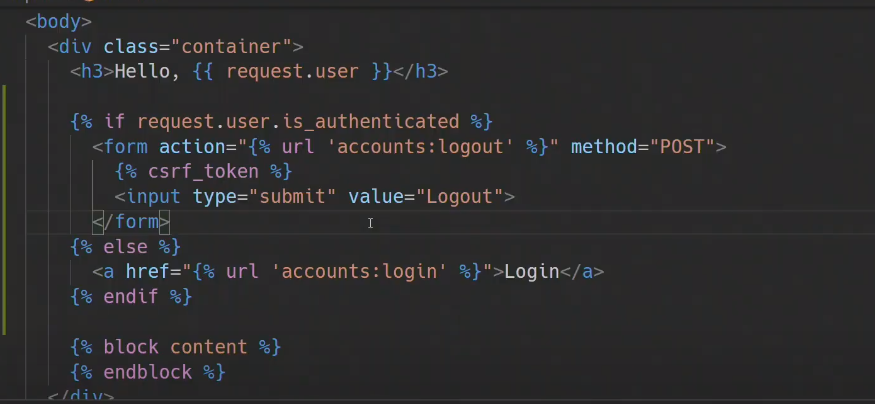 <body>
<div class="container">
<h3>Hello, {{ request.user }}</h3>
{% if request.user.is_authenticated %}
<form action="{% url 'accounts:logout' %}" method="POST">
{% csrf_token %}
<input type="submit" value="Logout">
</form>
{% else %}
<a href="{% url 'accounts:login' %}">Login</a>
{% endif %}
{% block content %}
{% endblock %}
</div>